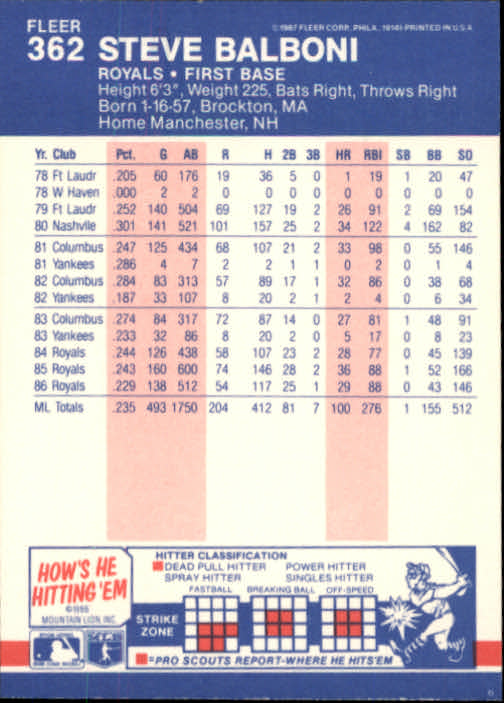 FLEER
362 STEVE BALBONI
©1987 FLEER CORP., PHILA. 19141-PRINTED IN U.S.A.
ROYALS • FIRST BASE
Height 6'3", Weight 225, Bats Right, Throws Right
Born 1-16-57, Brockton, MA
Home Manchester, NH
Yr. Club Pct. G AB R H 2B 3B HR RBI SB BB SO
78 Ft Laudr .205 60 176 19 36 5 0 1 19 1 20 47
78 W Haven .000 2 2 0 0 0 0 0 0 0 0 0
79 Ft Laudr .252 140 504 69 127 19 2 26 91 2 69 154
80 Nashvlle .301 141 521 101 157 25 2 34 122 4 162 82
81 Columbus .247 125 434 68 107 21 2 33 98 0 55 146
81 Yankees .286 4 7 2 2 1 1 0 2 0 1 4
82 Columbus .284 83 313 57 89 17 1 32 86 0 38 68
82 Yankees .187 33 107 8 20 2 1 2 4 0 6 34
83 Columbus .274 84 317 72 87 14 0 27 81 1 48 91
83 Yankees .233 32 86 8 20 2 0 5 17 0 8 23
84 Royals .244 126 438 58 107 23 2 28 77 0 45 139
85 Royals .243 160 600 74 146 28 2 36 88 1 52 166
86 Royals .229 138 512 54 117 25 1 29 88 0 43 146
ML Totals .235 493 1750 204 412 81 7 100 276 1 155 512
HOW'S HE
HITTING 'EM
©1986
MOUNTAIN LION, INC.
HITTER CLASSIFICATION
DEAD PULL HITTER POWER HITTER
SPRAY HITTER SINGLES HITTER
FASTBALL BREAKING BALL OFF-SPEED
STRIKE
ZONE
=PRO SCOUTS REPORT-WHERE HE HITS 'EM